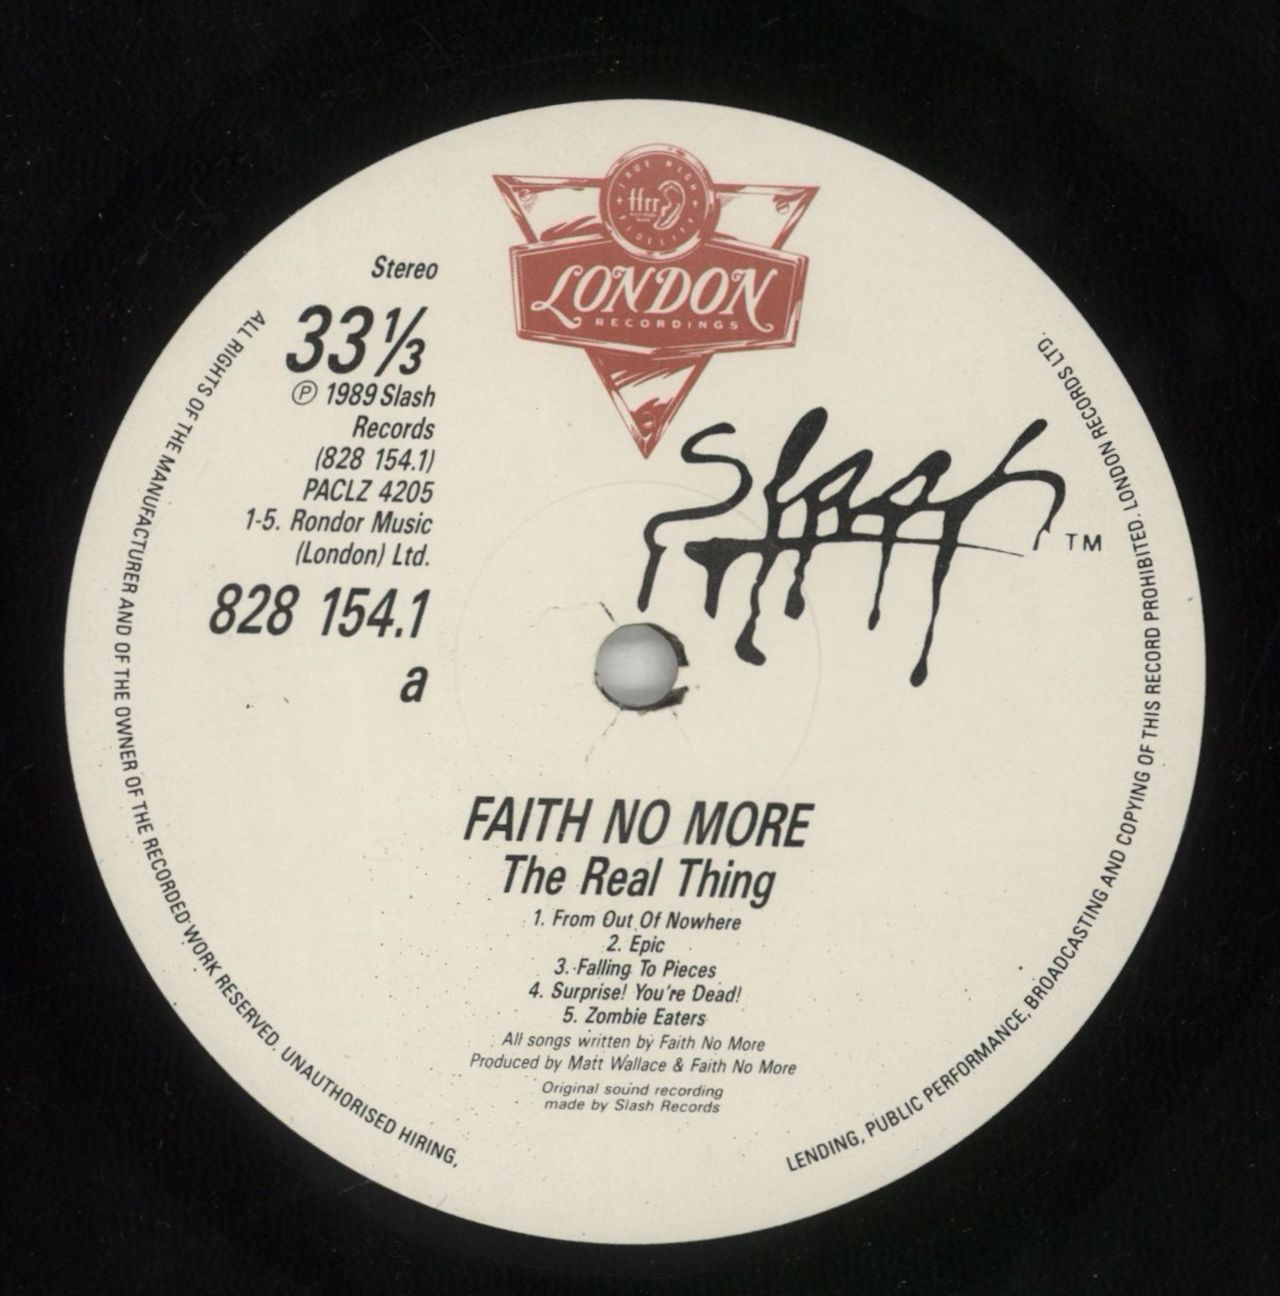 TRUE HIGH FIDELITY
ffrr
LONDON
RECORDINGS
Slash
TM
Stereo
33⅓
Ⓟ 1989 Slash
Records
(828 154.1)
PACLZ 4205
1-5. Rondor Music
(London) Ltd.
828 154.1
a
FAITH NO MORE
The Real Thing
1. From Out Of Nowhere
2. Epic
3. Falling To Pieces
4. Surprise! You're Dead!
5. Zombie Eaters
All songs written by Faith No More
Produced by Matt Wallace & Faith No More
Original sound recording
made by Slash Records
ALL RIGHTS OF THE MANUFACTURER AND OF THE OWNER OF THE RECORDED WORK RESERVED. UNAUTHORISED HIRING,
LENDING, PUBLIC PERFORMANCE, BROADCASTING AND COPYING OF THIS RECORD PROHIBITED. LONDON RECORDS LTD.